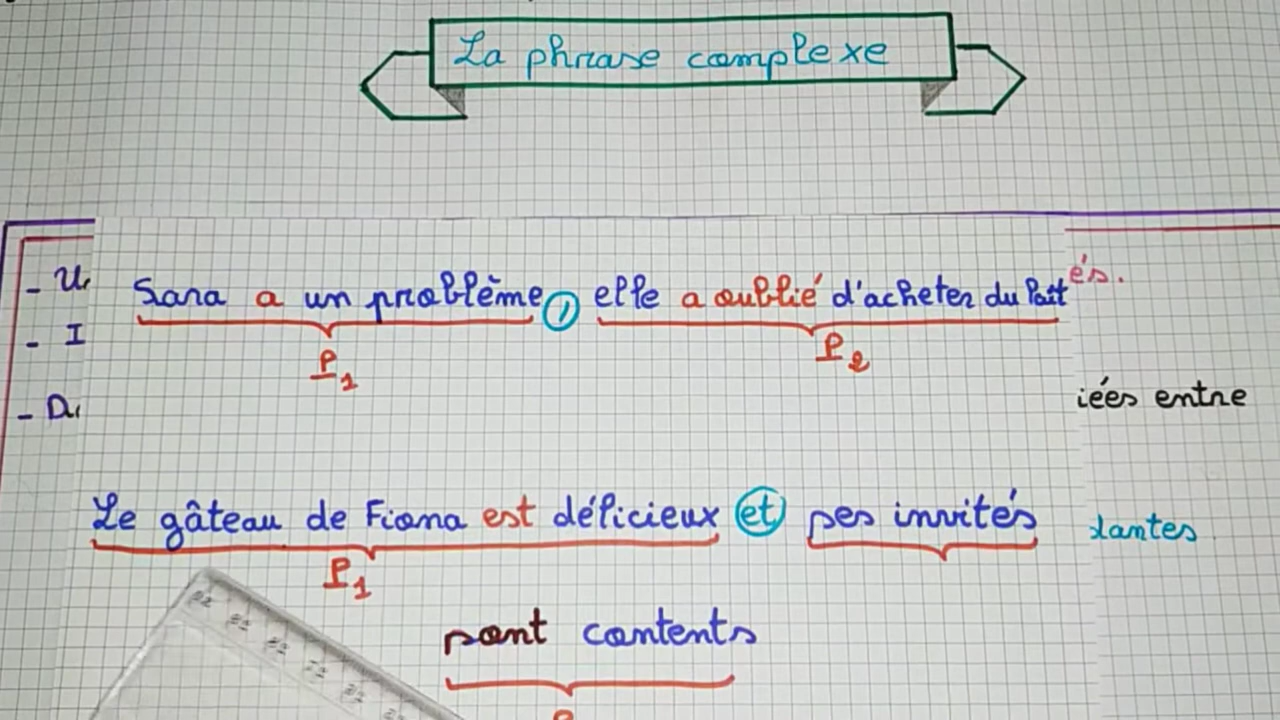 La phrase complexe
- U
és.
Sara a un problème, elle a oublié d'acheter du lait
P1 P2
- I
- D
iées entre
Le gâteau de Fiona est délicieux et ses invités
dantes
P1
sont contents